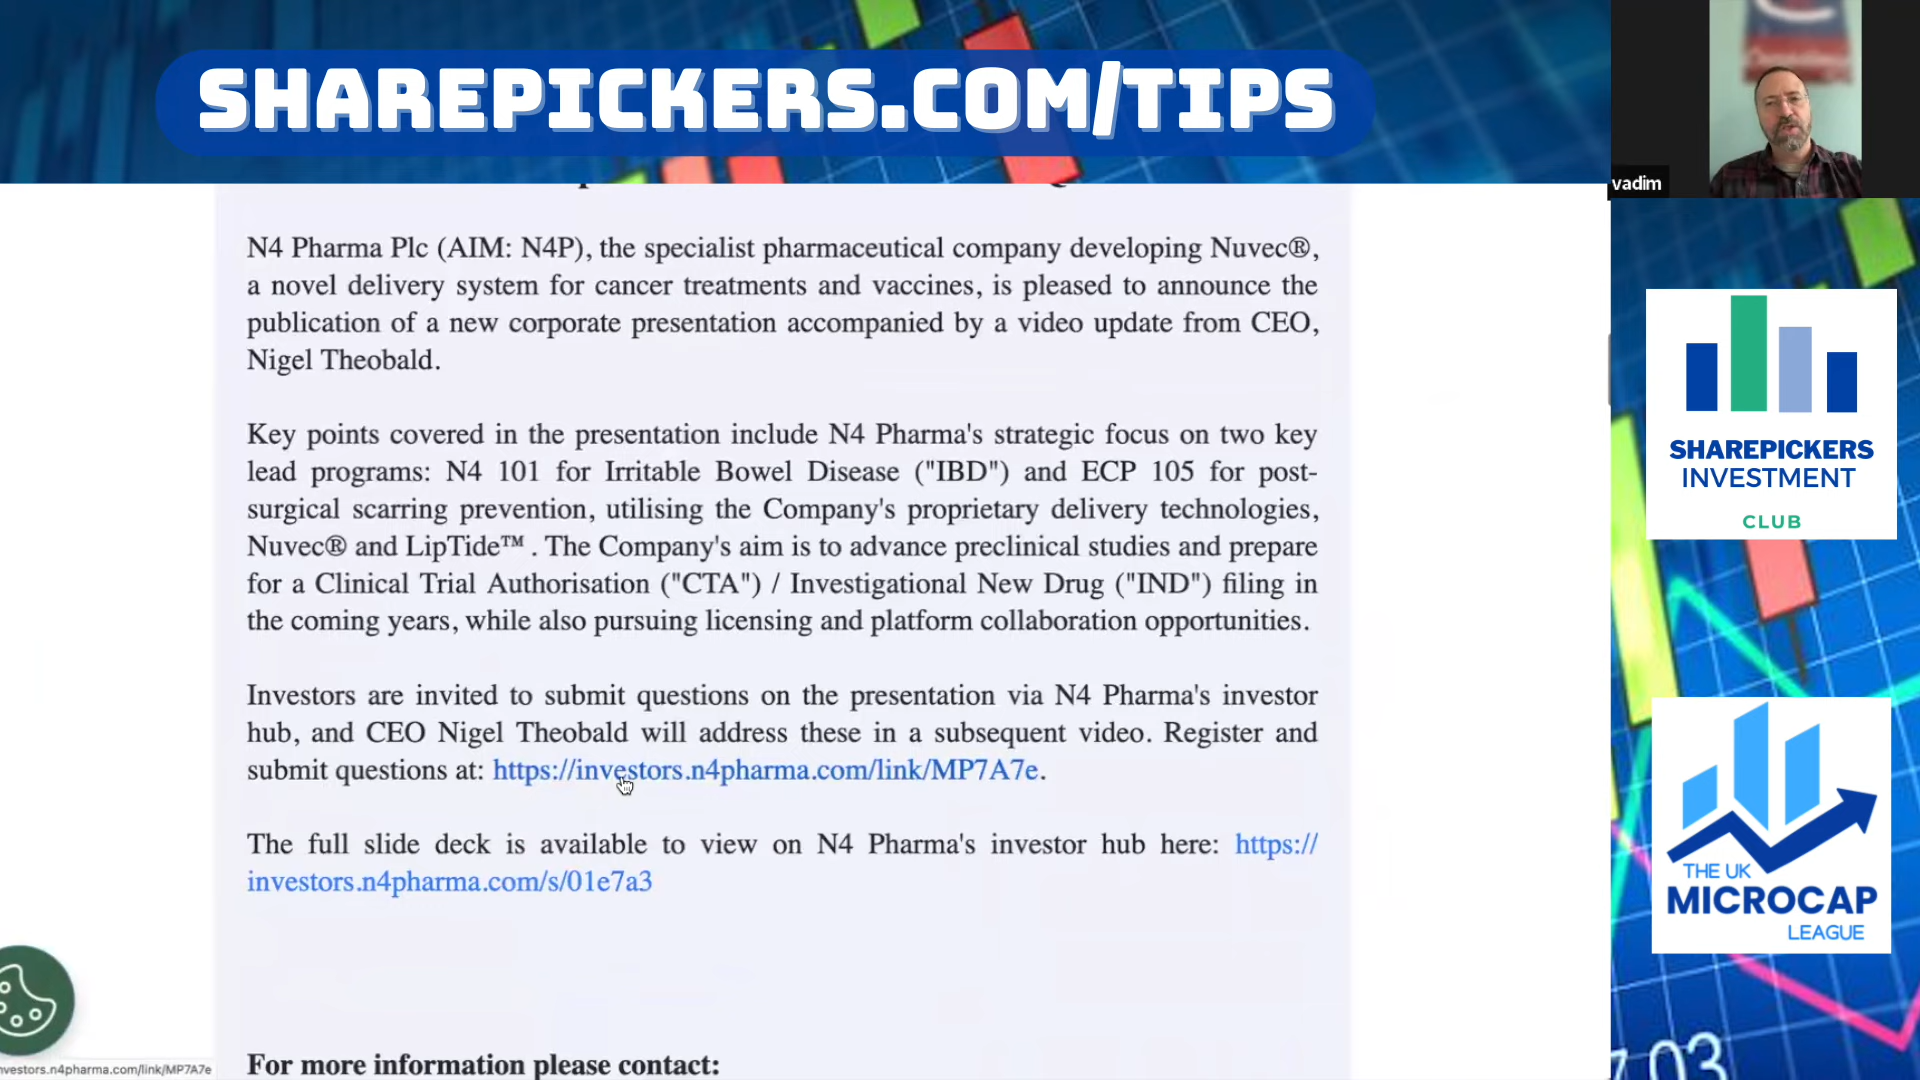 SHAREPICKERS.COM/TIPS
vadim
N4 Pharma Plc (AIM: N4P), the specialist pharmaceutical company developing Nuvec®,
a novel delivery system for cancer treatments and vaccines, is pleased to announce the
publication of a new corporate presentation accompanied by a video update from CEO,
Nigel Theobald.
Key points covered in the presentation include N4 Pharma's strategic focus on two key
lead programs: N4 101 for Irritable Bowel Disease ("IBD") and ECP 105 for post-
surgical scarring prevention, utilising the Company's proprietary delivery technologies,
Nuvec® and LipTide™ . The Company's aim is to advance preclinical studies and prepare
for a Clinical Trial Authorisation ("CTA") / Investigational New Drug ("IND") filing in
the coming years, while also pursuing licensing and platform collaboration opportunities.
Investors are invited to submit questions on the presentation via N4 Pharma's investor
hub, and CEO Nigel Theobald will address these in a subsequent video. Register and
submit questions at: https://investors.n4pharma.com/link/MP7A7e.
The full slide deck is available to view on N4 Pharma's investor hub here: https://
investors.n4pharma.com/s/01e7a3
For more information please contact:
nvestors.n4pharma.com/link/MP7A7e
SHAREPICKERS
INVESTMENT
CLUB
THE UK
MICROCAP
LEAGUE
7.03